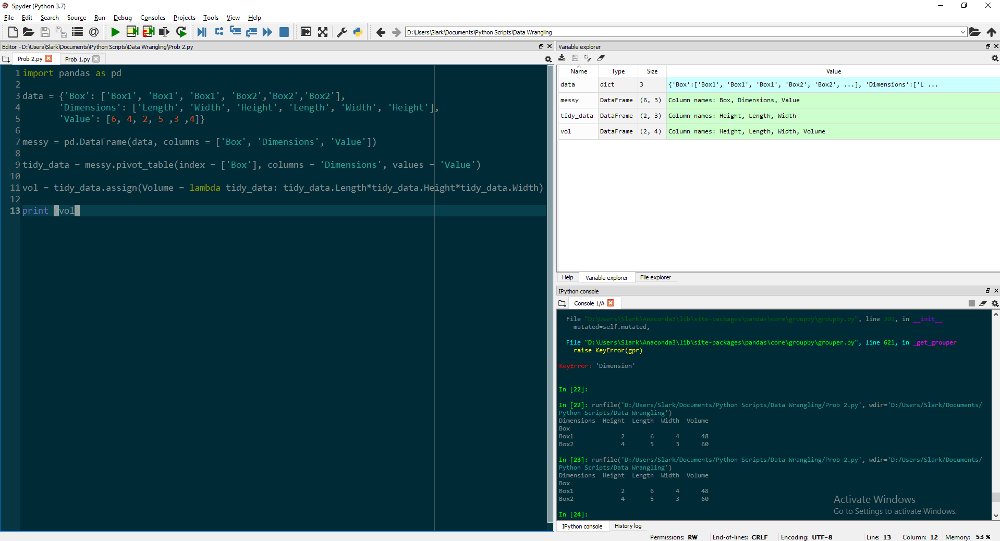 Spyder (Python 3.7)
File Edit Search Source Run Debug Consoles Projects Tools View Help
D:\Users\Slark\Documents\Python Scripts\Data Wrangling
Editor - D:\Users\Slark\Documents\Python Scripts\Data Wrangling\Prob 2.py
Prob 2.py Prob 1.py
1 import pandas as pd
2
3 data = {'Box': ['Box1', 'Box1', 'Box1', 'Box2','Box2','Box2'],
4 'Dimensions': ['Length', 'Width', 'Height', 'Length', 'Width', 'Height'],
5 'Value': [6, 4, 2, 5 ,3 ,4]}
6
7 messy = pd.DataFrame(data, columns = ['Box', 'Dimensions', 'Value'])
8
9 tidy_data = messy.pivot_table(index = ['Box'], columns = 'Dimensions', values = 'Value')
10
11 vol = tidy_data.assign(Volume = lambda tidy_data: tidy_data.Length*tidy_data.Height*tidy_data.Width)
12
13 print (vol)
Variable explorer
Name Type Size Value
data dict 3 {'Box':['Box1', 'Box1', 'Box1', 'Box2', 'Box2', ...], 'Dimensions':['L ...
messy DataFrame (6, 3) Column names: Box, Dimensions, Value
tidy_data DataFrame (2, 3) Column names: Height, Length, Width
vol DataFrame (2, 4) Column names: Height, Length, Width, Volume
Help Variable explorer File explorer
IPython console
Console 1/A
File "D:\Users\Slark\Anaconda3\lib\site-packages\pandas\core\groupby\groupby.py", line 391, in __init__
mutated=self.mutated,
File "D:\Users\Slark\Anaconda3\lib\site-packages\pandas\core\groupby\grouper.py", line 621, in _get_grouper
raise KeyError(gpr)
KeyError: 'Dimension'
In [22]:
In [22]: runfile('D:/Users/Slark/Documents/Python Scripts/Data Wrangling/Prob 2.py', wdir='D:/Users/Slark/Documents/
Python Scripts/Data Wrangling')
Dimensions Height Length Width Volume
Box
Box1 2 6 4 48
Box2 4 5 3 60
In [23]: runfile('D:/Users/Slark/Documents/Python Scripts/Data Wrangling/Prob 2.py', wdir='D:/Users/Slark/Documents/
Python Scripts/Data Wrangling')
Dimensions Height Length Width Volume
Box
Box1 2 6 4 48
Box2 4 5 3 60
In [24]:
Activate Windows
Go to Settings to activate Windows.
IPython console History log
Permissions: RW End-of-lines: CRLF Encoding: UTF-8 Line: 13 Column: 12 Memory: 53 %